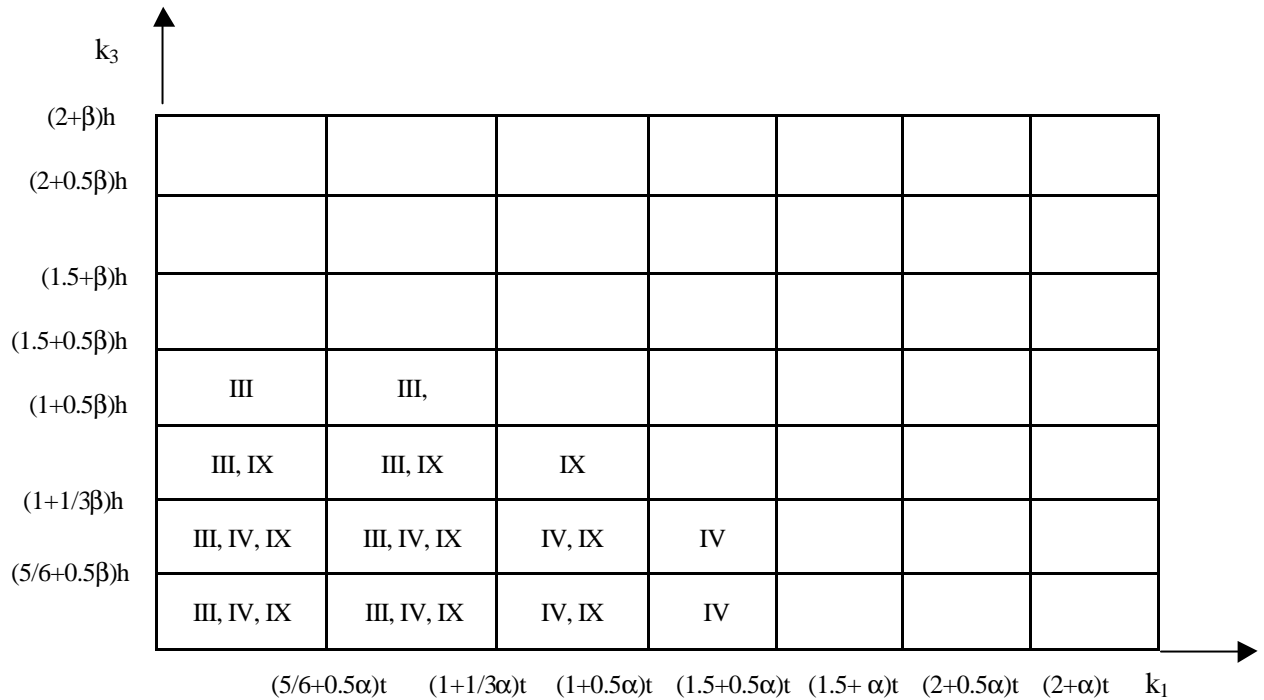 k₃
(2+β)h
(2+0.5β)h
(1.5+β)h
(1.5+0.5β)h
III III,
(1+0.5β)h
III, IX III, IX IX
(1+1/3β)h
III, IV, IX III, IV, IX IV, IX IV
(5/6+0.5β)h
III, IV, IX III, IV, IX IV, IX IV
(5/6+0.5α)t (1+1/3α)t (1+0.5α)t (1.5+0.5α)t (1.5+ α)t (2+0.5α)t (2+α)t k₁